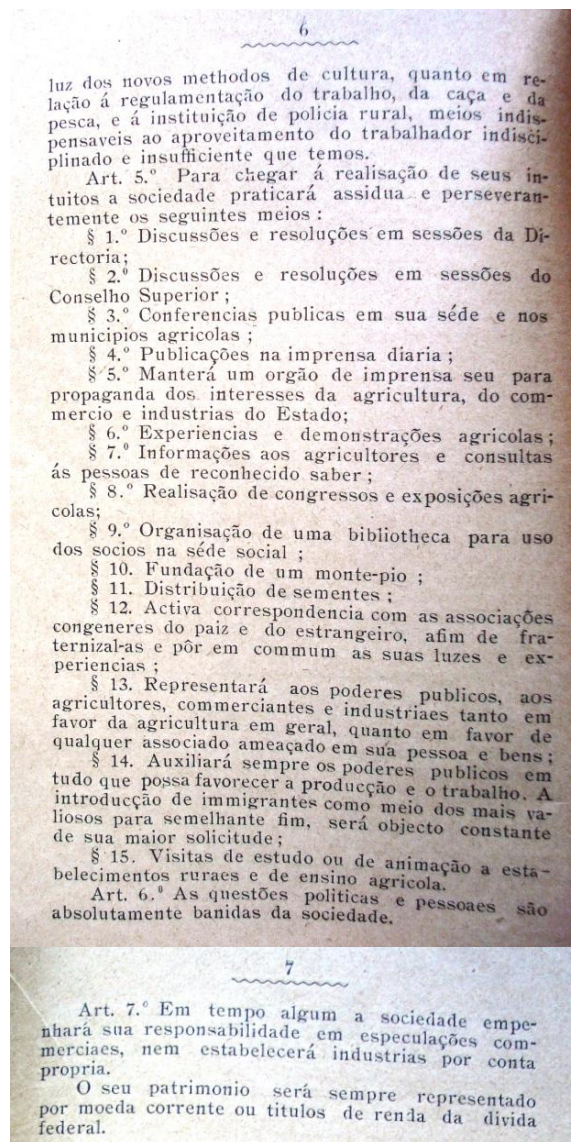 6
luz dos novos methodos de cultura, quanto em re-
lação á regulamentação do trabalho, da caça e da
pesca, e á instituição de policia rural, meios indis-
pensaveis ao aproveitamento do trabalhador indisci-
plinado e insufficiente que temos.
Art. 5.º Para chegar á realisação de seus in-
tuitos a sociedade praticará assidua e perseveran-
temente os seguintes meios :
§ 1.º Discussões e resoluções em sessões da Di-
rectoria;
§ 2.º Discussões e resoluções em sessões do
Conselho Superior ;
§ 3.º Conferencias publicas em sua séde e nos
municipios agricolas ;
§ 4.º Publicações na imprensa diaria ;
§ 5.º Manterá um orgão de imprensa seu para
propaganda dos interesses da agricultura, do com-
mercio e industrias do Estado;
§ 6.º Experiencias e demonstrações agricolas ;
§ 7.º Informações aos agricultores e consultas
ás pessoas de reconhecido saber ;
§ 8.º Realisação de congressos e exposições agri-
colas;
§ 9.º Organisação de uma bibliotheca para uso
dos socios na séde social ;
§ 10. Fundação de um monte-pio ;
§ 11. Distribuição de sementes ;
§ 12. Activa correspondencia com as associações
congeneres do paiz e do estrangeiro, afim de fra-
ternizal-as e pôr em commum as suas luzes e ex-
periencias ;
§ 13. Representará aos poderes publicos, aos
agricultores, commerciantes e industriaes tanto em
favor da agricultura em geral, quanto em favor de
qualquer associado ameaçado em sua pessoa e bens ;
§ 14. Auxiliará sempre os poderes publicos em
tudo que possa favorecer a producção e o trabalho. A
introducção de immigrantes como meio dos mais va-
liosos para semelhante fim, será objecto constante
de sua maior solicitude ;
§ 15. Visitas de estudo ou de animação a esta-
belecimentos ruraes e de ensino agricola.
Art. 6.º As questões politicas e pessoaes são
absolutamente banidas da sociedade.
7
Art. 7.º Em tempo algum a sociedade empe-
nhará sua responsabilidade em especulações com-
merciaes, nem estabelecerá industrias por conta
propria.
O seu patrimonio será sempre representado
por moeda corrente ou titulos de renda da divida
federal.